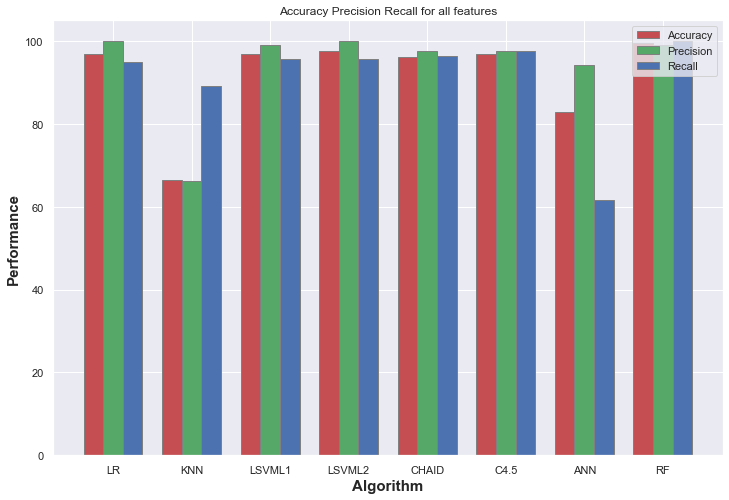 Accuracy Precision Recall for all features
Accuracy
Precision
Recall
Performance
100
80
60
40
20
0
LR KNN LSVML1 LSVML2 CHAID C4.5 ANN RF
Algorithm